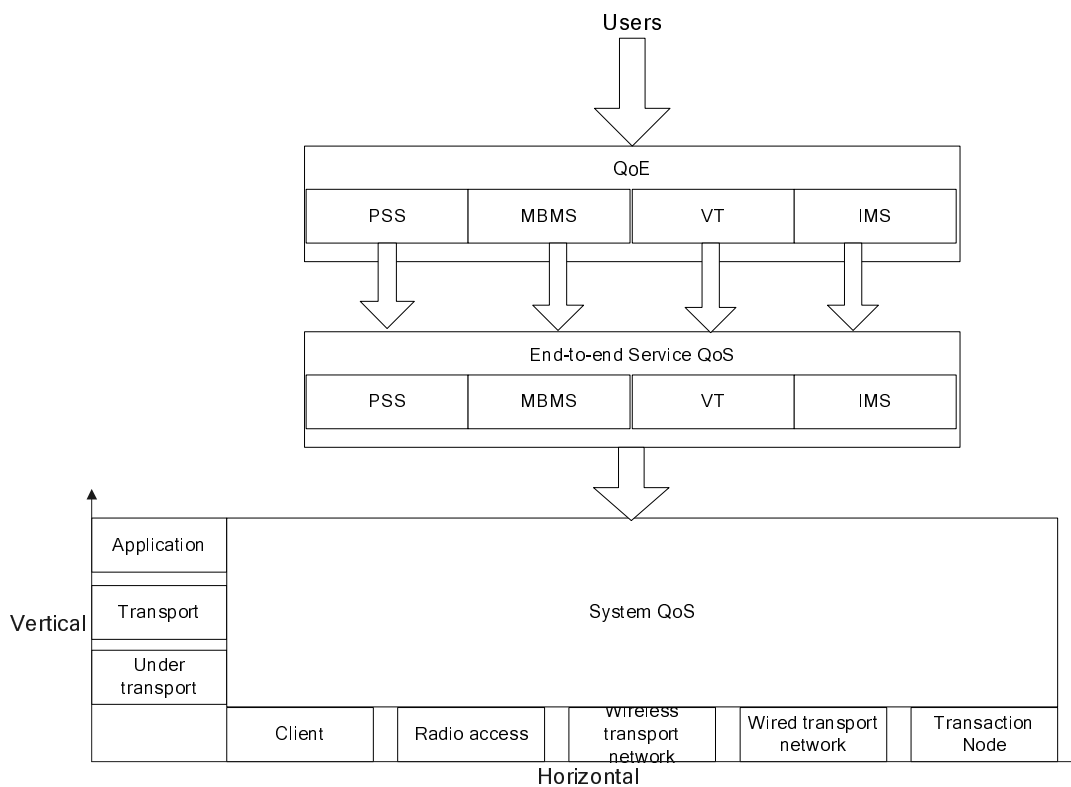 Users
QoE
PSS
MBMS
VT
IMS
End-to-end Service QoS
PSS
MBMS
VT
IMS
Application
Transport
Under
transport
Vertical
System QoS
Client
Radio access
Wireless
transport
network
Wired transport
network
Transaction
Node
Horizontal